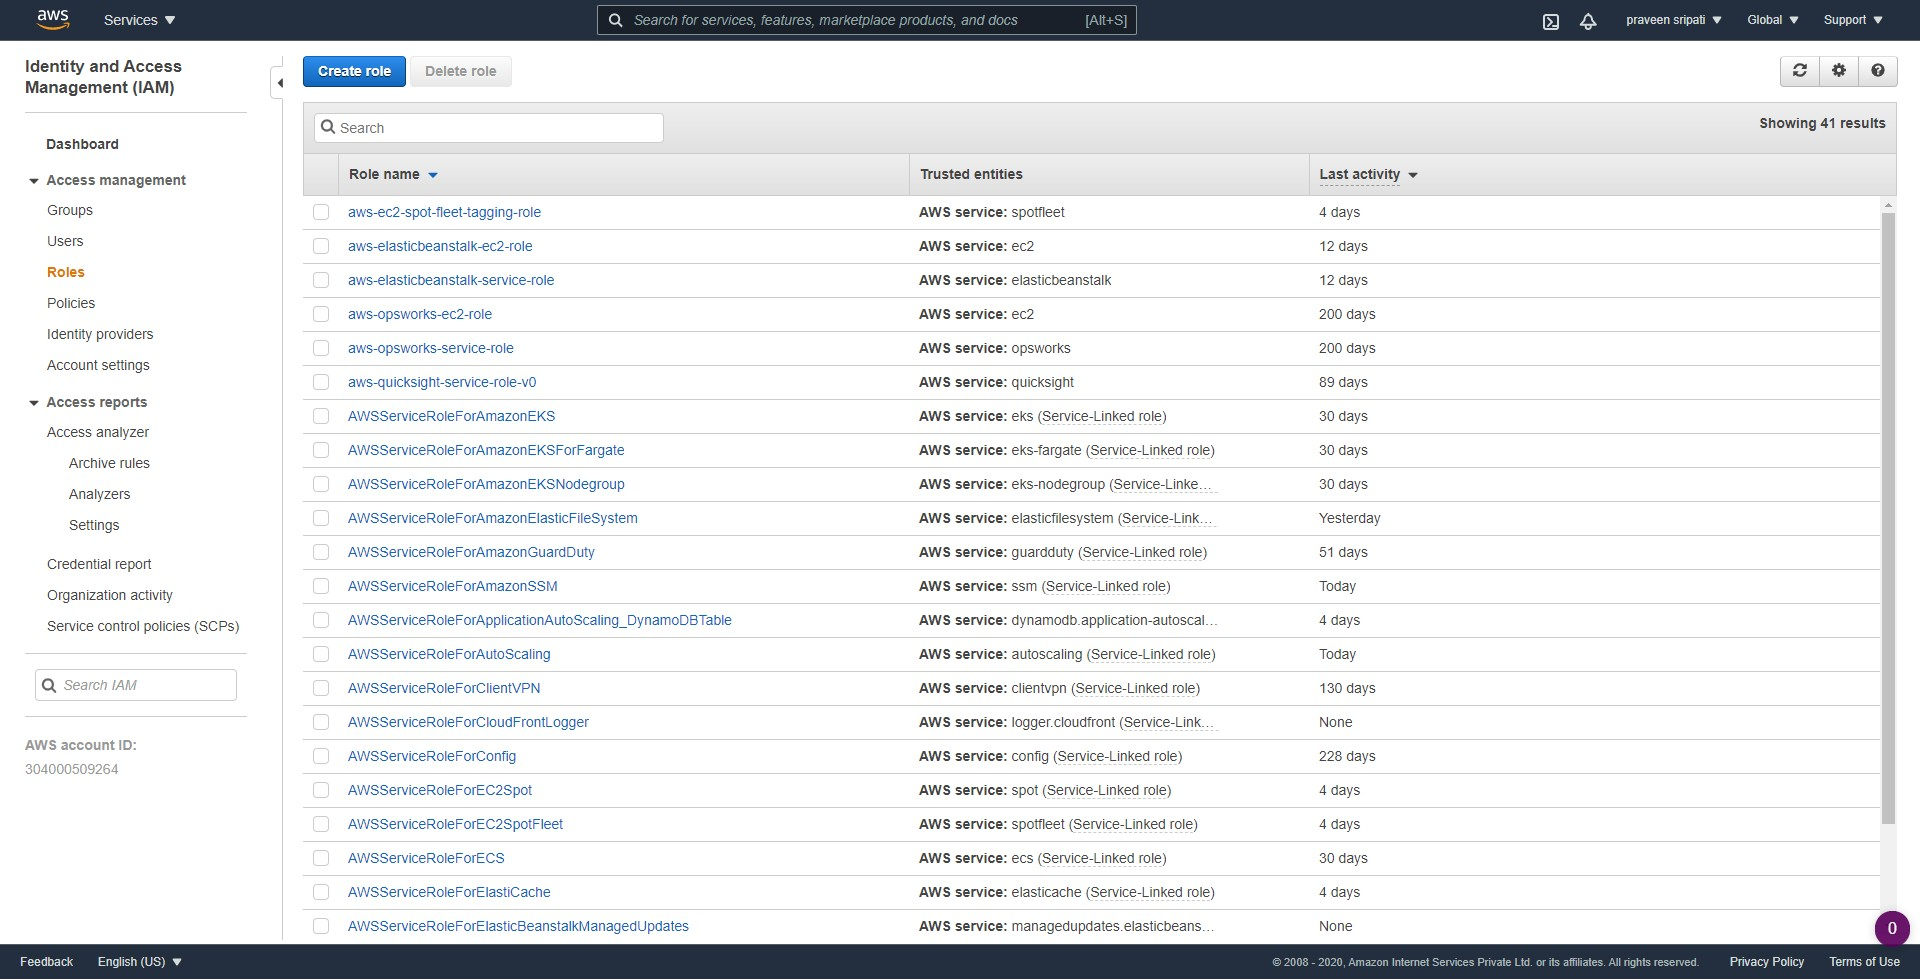 aws
Services
Search for services, features, marketplace products, and docs [Alt+S]
praveen sripati
Global
Support
Identity and Access
Management (IAM)
Dashboard
Access management
Groups
Users
Roles
Policies
Identity providers
Account settings
Access reports
Access analyzer
Archive rules
Analyzers
Settings
Credential report
Organization activity
Service control policies (SCPs)
Search IAM
AWS account ID:
304000509264
Create role
Delete role
Search
Showing 41 results
Role name Trusted entities Last activity
aws-ec2-spot-fleet-tagging-role AWS service: spotfleet 4 days
aws-elasticbeanstalk-ec2-role AWS service: ec2 12 days
aws-elasticbeanstalk-service-role AWS service: elasticbeanstalk 12 days
aws-opsworks-ec2-role AWS service: ec2 200 days
aws-opsworks-service-role AWS service: opsworks 200 days
aws-quicksight-service-role-v0 AWS service: quicksight 89 days
AWSServiceRoleForAmazonEKS AWS service: eks (Service-Linked role) 30 days
AWSServiceRoleForAmazonEKSForFargate AWS service: eks-fargate (Service-Linked role) 30 days
AWSServiceRoleForAmazonEKSNodegroup AWS service: eks-nodegroup (Service-Linke... 30 days
AWSServiceRoleForAmazonElasticFileSystem AWS service: elasticfilesystem (Service-Link... Yesterday
AWSServiceRoleForAmazonGuardDuty AWS service: guardduty (Service-Linked role) 51 days
AWSServiceRoleForAmazonSSM AWS service: ssm (Service-Linked role) Today
AWSServiceRoleForApplicationAutoScaling_DynamoDBTable AWS service: dynamodb.application-autoscal... 4 days
AWSServiceRoleForAutoScaling AWS service: autoscaling (Service-Linked role) Today
AWSServiceRoleForClientVPN AWS service: clientvpn (Service-Linked role) 130 days
AWSServiceRoleForCloudFrontLogger AWS service: logger.cloudfront (Service-Link... None
AWSServiceRoleForConfig AWS service: config (Service-Linked role) 228 days
AWSServiceRoleForEC2Spot AWS service: spot (Service-Linked role) 4 days
AWSServiceRoleForEC2SpotFleet AWS service: spotfleet (Service-Linked role) 4 days
AWSServiceRoleForECS AWS service: ecs (Service-Linked role) 30 days
AWSServiceRoleForElastiCache AWS service: elasticache (Service-Linked role) 4 days
AWSServiceRoleForElasticBeanstalkManagedUpdates AWS service: managedupdates.elasticbeans... None
0
Feedback
English (US)
© 2008 - 2020, Amazon Internet Services Private Ltd. or its affiliates. All rights reserved.
Privacy Policy
Terms of Use